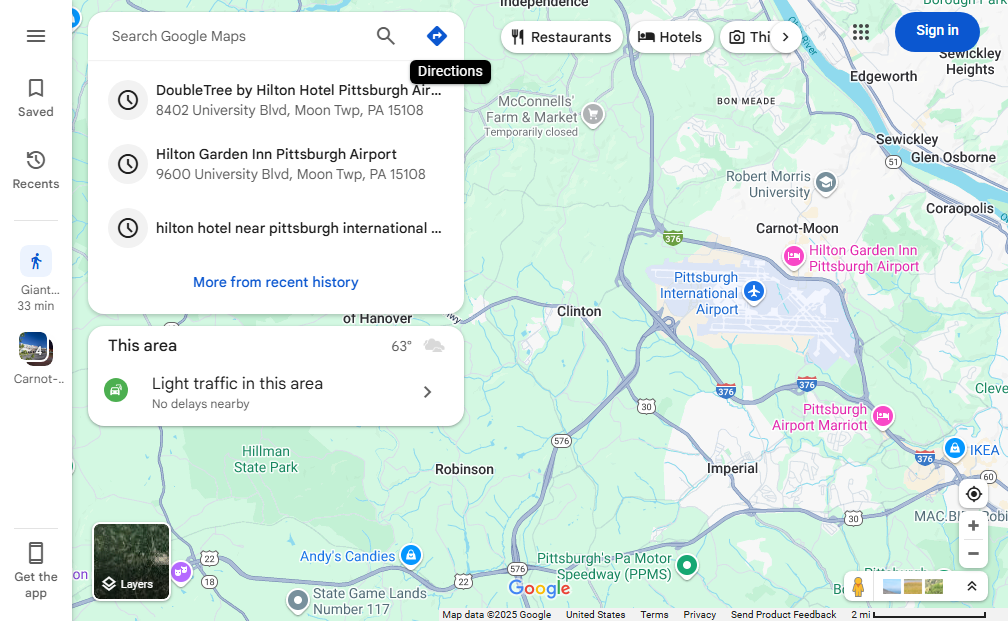 Search Google Maps
Directions
DoubleTree by Hilton Hotel Pittsburgh Air...
8402 University Blvd, Moon Twp, PA 15108
Hilton Garden Inn Pittsburgh Airport
9600 University Blvd, Moon Twp, PA 15108
hilton hotel near pittsburgh international ...
More from recent history
This area
63°
Light traffic in this area
No delays nearby
Saved
Recents
Giant...
33 min
4
Carnot-..
Get the
app
Restaurants
Hotels
Thi
Sign in
Independence
Sewickley
Heights
Edgeworth
BON MEADE
McConnells'
Farm & Market
Temporarily closed
Sewickley
51
Glen Osborne
Robert Morris
University
Coraopolis
Carnot-Moon
376
Hilton Garden Inn
Pittsburgh Airport
Pittsburgh
International
Airport
Clinton
of Hanover
376
376
30
Pittsburgh
Airport Marriott
576
IKEA
376
Hillman
State Park
Robinson
Imperial
60
30
Andy's Candies
Pittsburgh's Pa Motor
Speedway (PPMS)
22
18
22
576
State Game Lands
Number 117
Layers
Google
Map data ©2025 Google
United States
Terms
Privacy
Send Product Feedback
2 mi